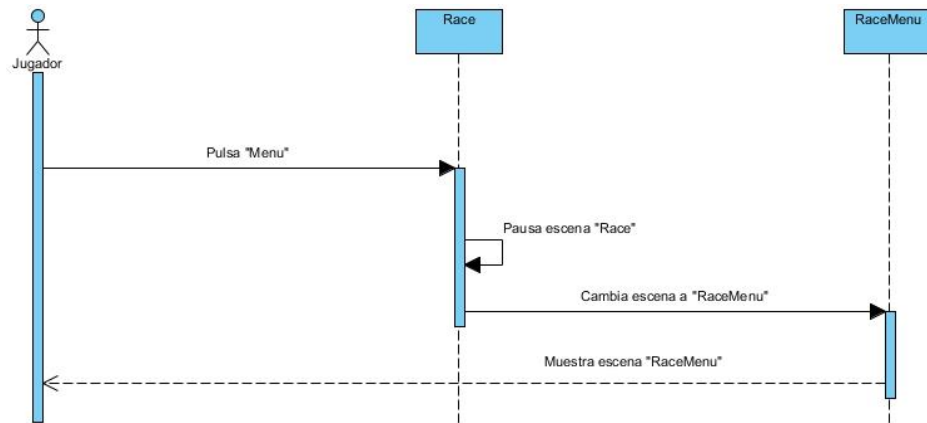 Race
RaceMenu
Jugador
Pulsa "Menu"
Pausa escena "Race"
Cambia escena a "RaceMenu"
Muestra escena "RaceMenu"